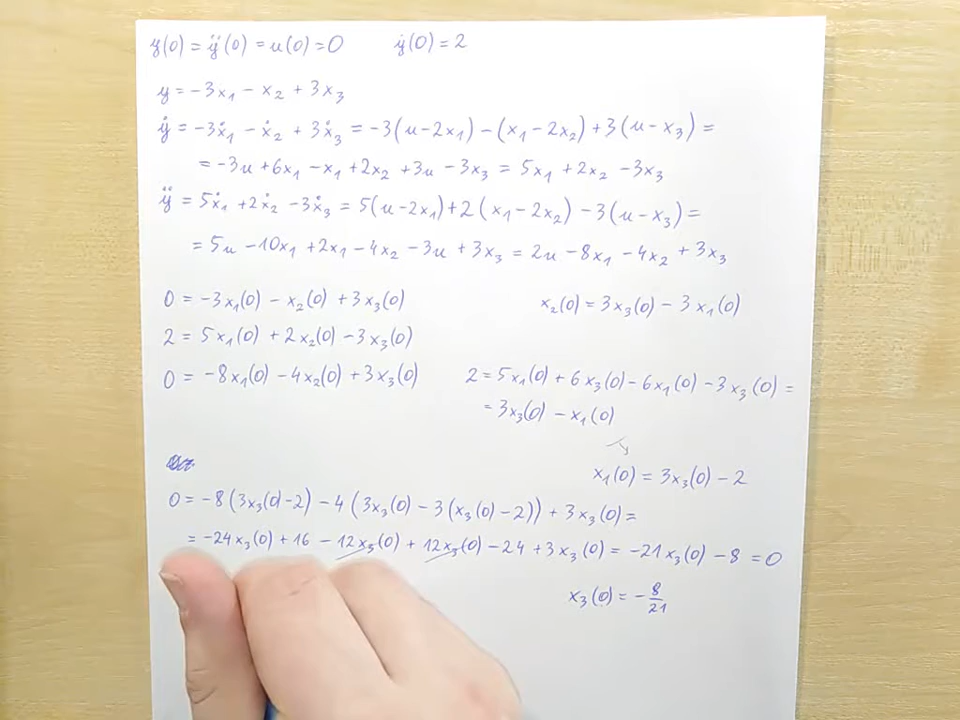 y(0) = ÿ(0) = u(0) = 0 ẏ(0) = 2
y = -3x₁ - x₂ + 3x₃
ẏ = -3ẋ₁ - ẋ₂ + 3ẋ₃ = -3(u-2x₁) - (x₁-2x₂) + 3(u-x₃) =
= -3u + 6x₁ - x₁ + 2x₂ + 3u - 3x₃ = 5x₁ + 2x₂ - 3x₃
ÿ = 5ẋ₁ + 2ẋ₂ - 3ẋ₃ = 5(u-2x₁) + 2(x₁-2x₂) - 3(u-x₃) =
= 5u - 10x₁ + 2x₁ - 4x₂ - 3u + 3x₃ = 2u - 8x₁ - 4x₂ + 3x₃
0 = -3x₁(0) - x₂(0) + 3x₃(0) x₂(0) = 3x₃(0) - 3x₁(0)
2 = 5x₁(0) + 2x₂(0) - 3x₃(0)
0 = -8x₁(0) - 4x₂(0) + 3x₃(0) 2 = 5x₁(0) + 6x₃(0) - 6x₁(0) - 3x₃(0) =
= 3x₃(0) - x₁(0)
x₁(0) = 3x₃(0) - 2
0 = -8(3x₃(0)-2) - 4(3x₃(0) - 3(x₃(0)-2)) + 3x₃(0) =
= -24x₃(0) + 16 - 12x₃(0) + 12x₃(0) - 24 + 3x₃(0) = -21x₃(0) - 8 = 0
x₃(0) = -8/21